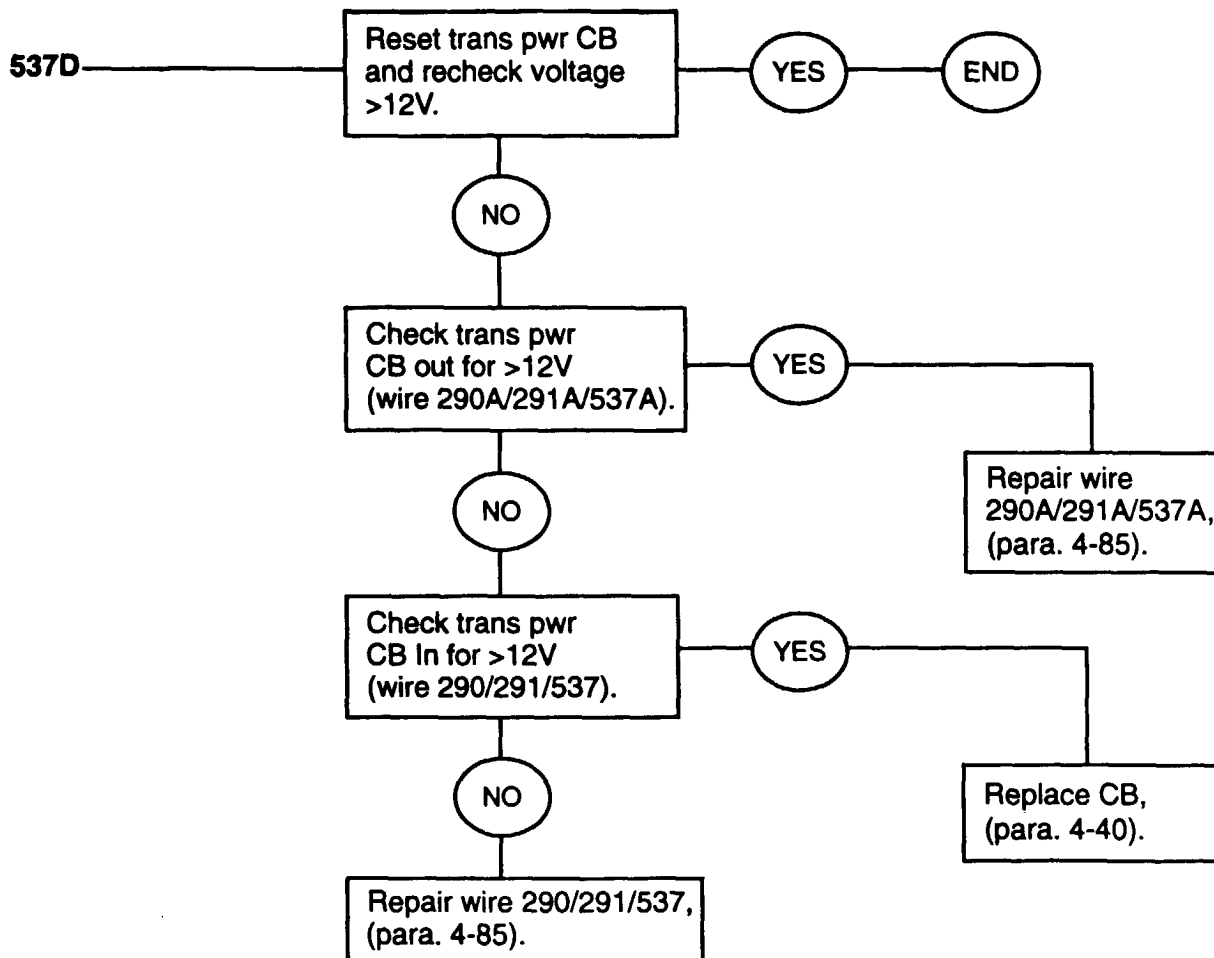 537D
Reset trans pwr CB
and recheck voltage
>12V.
YES
END
NO
Check trans pwr
CB out for >12V
(wire 290A/291A/537A).
YES
Repair wire
290A/291A/537A,
(para. 4-85).
NO
Check trans pwr
CB In for >12V
(wire 290/291/537).
YES
Replace CB,
(para. 4-40).
NO
Repair wire 290/291/537,
(para. 4-85).